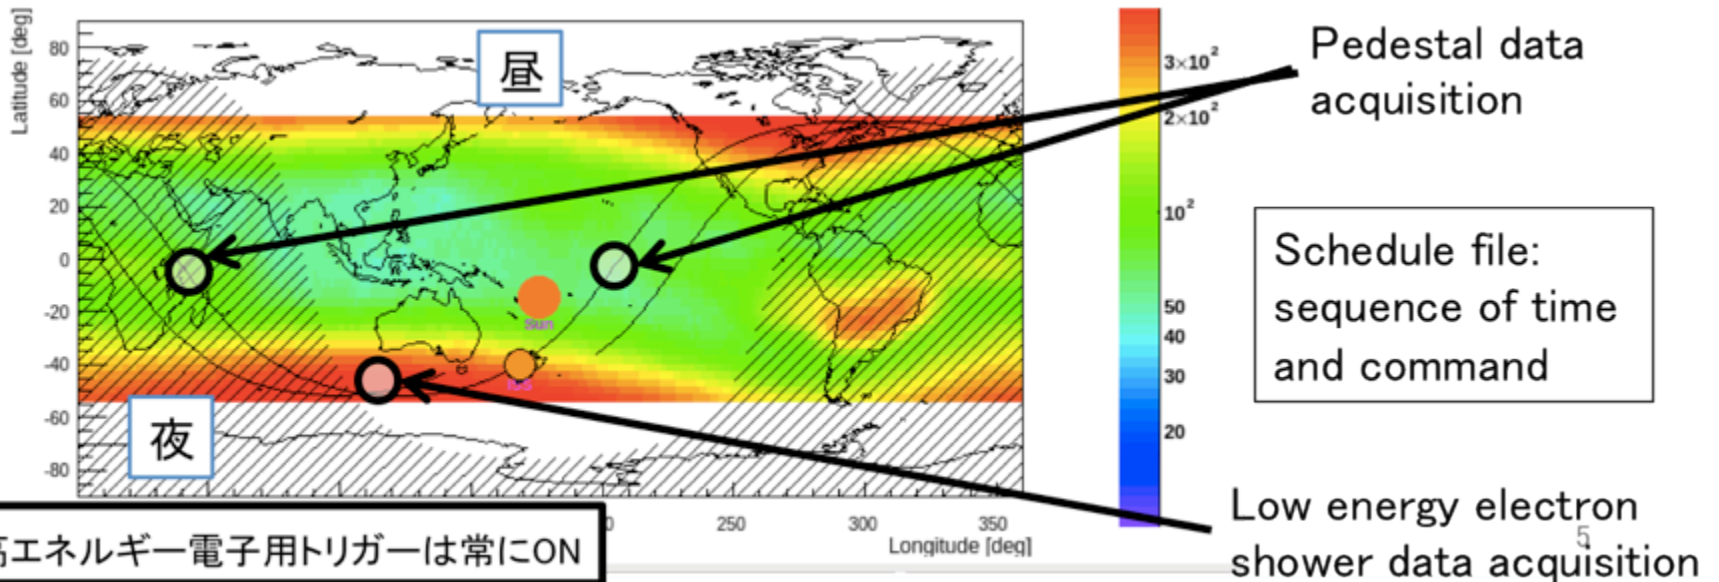 Latitude [deg]
80
60
40
20
0
-20
-40
-60
-80
昼
夜
Sun
3×10²
2×10²
10²
50
40
30
20
Pedestal data
acquisition
Schedule file:
sequence of time
and command
250
300
350
Longitude [deg]
Low energy electron
shower data acquisition
5
エネルギー電子用トリガーは常にON